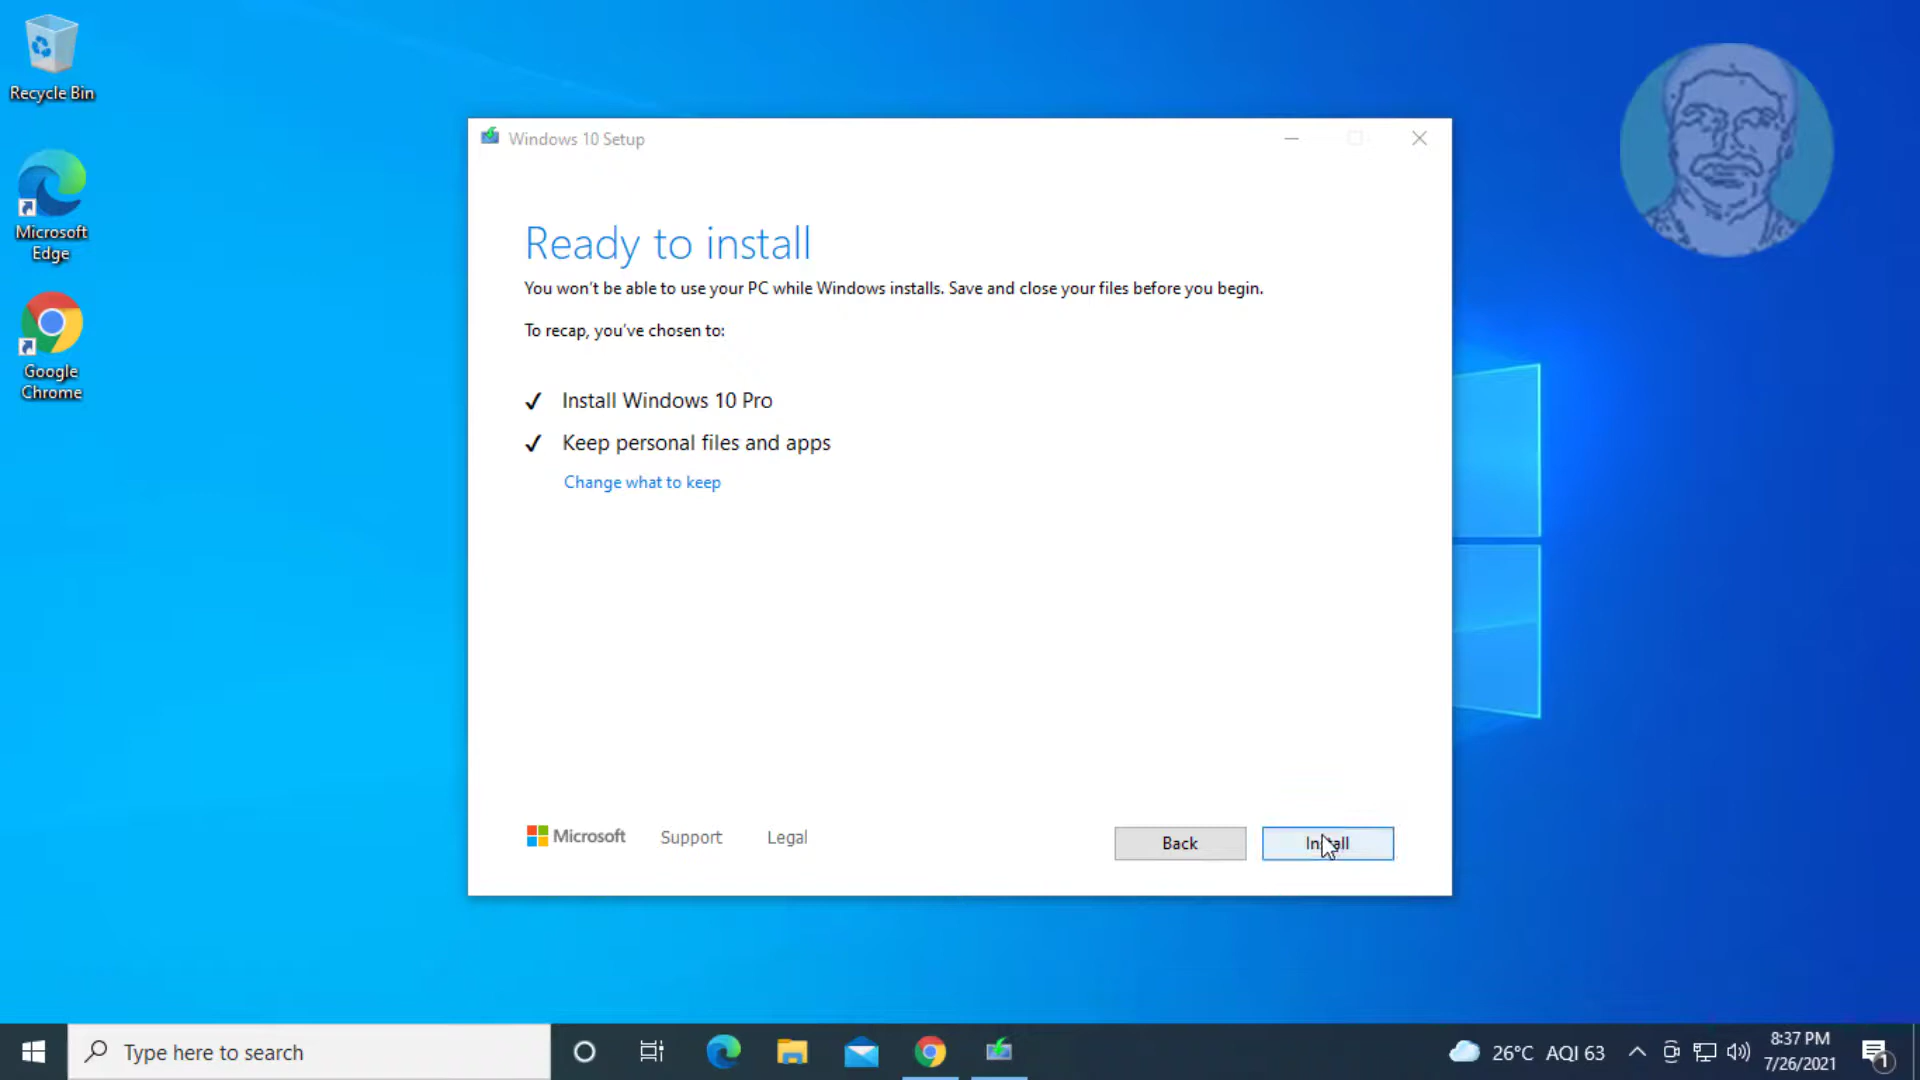 Recycle Bin
Microsoft
Edge
Google
Chrome
Windows 10 Setup
Ready to install
You won't be able to use your PC while Windows installs. Save and close your files before you begin.
To recap, you've chosen to:
Install Windows 10 Pro
Keep personal files and apps
Change what to keep
Microsoft
Support
Legal
Back
Install
Type here to search
26°C AQI 63
8:37 PM
7/26/2021
1